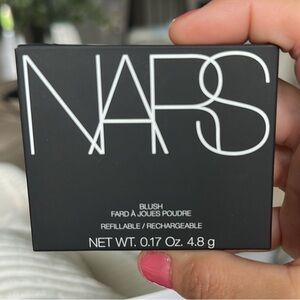 NARS
BLUSH
FARD À JOUES POUDRE
REFILLABLE / RECHARGEABLE
NET WT. 0.17 Oz. 4.8 g